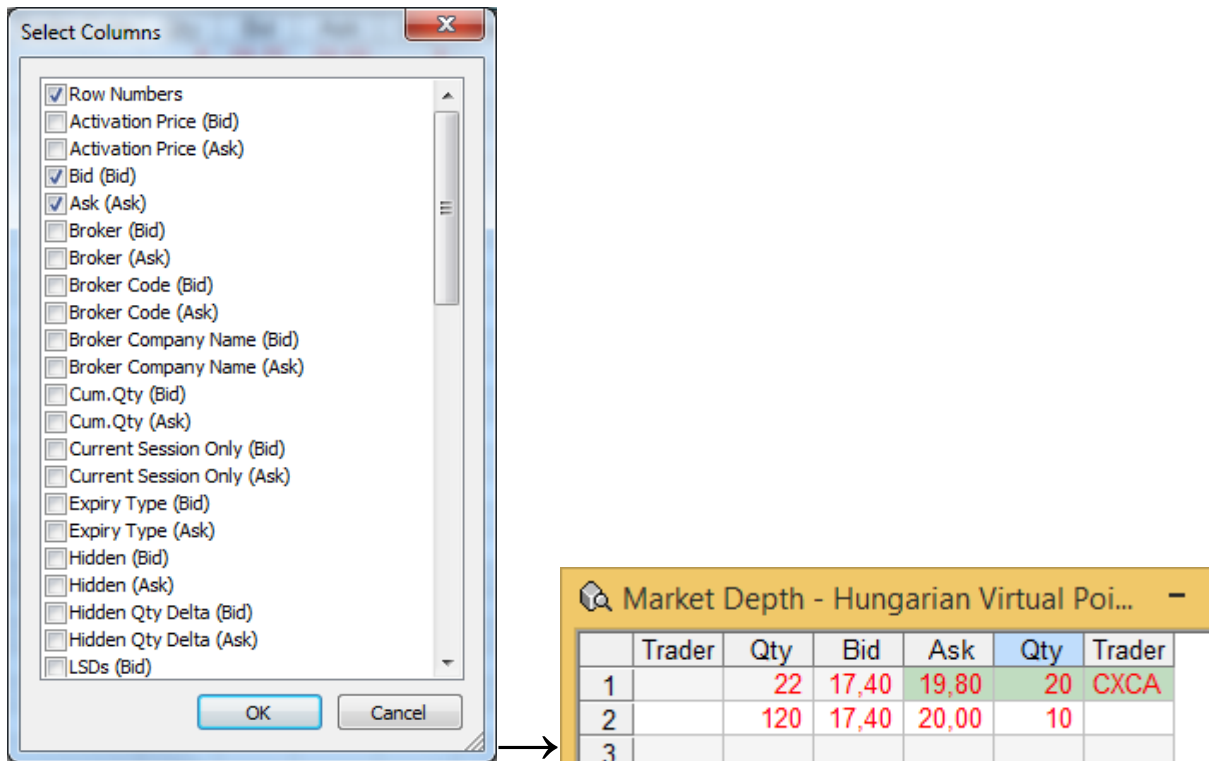 Select Columns
Row Numbers
Activation Price (Bid)
Activation Price (Ask)
Bid (Bid)
Ask (Ask)
Broker (Bid)
Broker (Ask)
Broker Code (Bid)
Broker Code (Ask)
Broker Company Name (Bid)
Broker Company Name (Ask)
Cum.Qty (Bid)
Cum.Qty (Ask)
Current Session Only (Bid)
Current Session Only (Ask)
Expiry Type (Bid)
Expiry Type (Ask)
Hidden (Bid)
Hidden (Ask)
Hidden Qty Delta (Bid)
Hidden Qty Delta (Ask)
LSDs (Bid)
OK Cancel
Market Depth - Hungarian Virtual Poi...
Trader Qty Bid Ask Qty Trader
1 22 17,40 19,80 20 CXCA
2 120 17,40 20,00 10
3